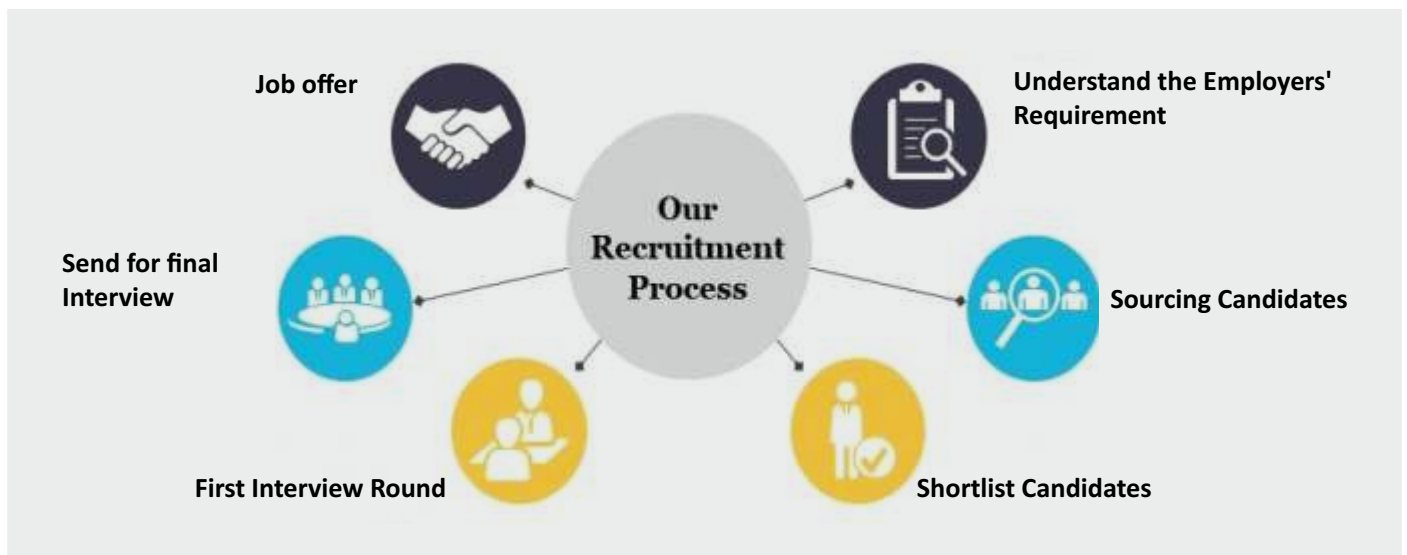 Job offer
Understand the Employers'
Requirement
Our
Recruitment
Process
Send for final
Interview
Sourcing Candidates
First Interview Round
Shortlist Candidates